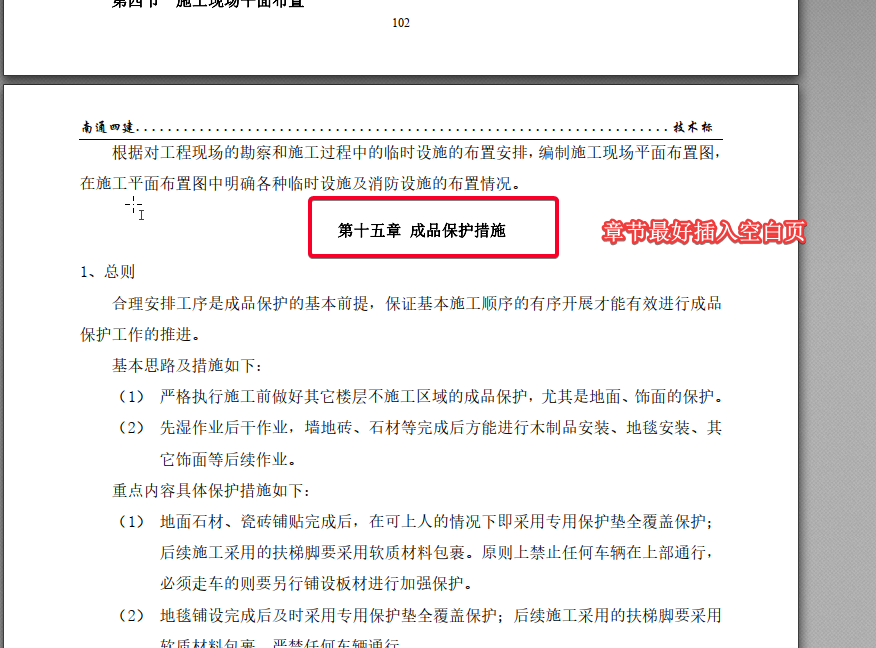 第四节 施工现场平面布置
102
南通四建....................................................................技术标
根据对工程现场的勘察和施工过程中的临时设施的布置安排，编制施工现场平面布置图，
在施工平面布置图中明确各种临时设施及消防设施的布置情况。
第十五章 成品保护措施
章节最好插入空白页
1、总则
合理安排工序是成品保护的基本前提，保证基本施工顺序的有序开展才能有效进行成品
保护工作的推进。
基本思路及措施如下：
（1） 严格执行施工前做好其它楼层不施工区域的成品保护，尤其是地面、饰面的保护。
（2） 先湿作业后干作业，墙地砖、石材等完成后方能进行木制品安装、地毯安装、其
它饰面等后续作业。
重点内容具体保护措施如下：
（1） 地面石材、瓷砖铺贴完成后，在可上人的情况下即采用专用保护垫全覆盖保护；
后续施工采用的扶梯脚要采用软质材料包裹。原则上禁止任何车辆在上部通行，
必须走车的则要另行铺设板材进行加强保护。
（2） 地毯铺设完成后及时采用专用保护垫全覆盖保护；后续施工采用的扶梯脚要采用
软质材料包裹，严禁任何车辆通行。